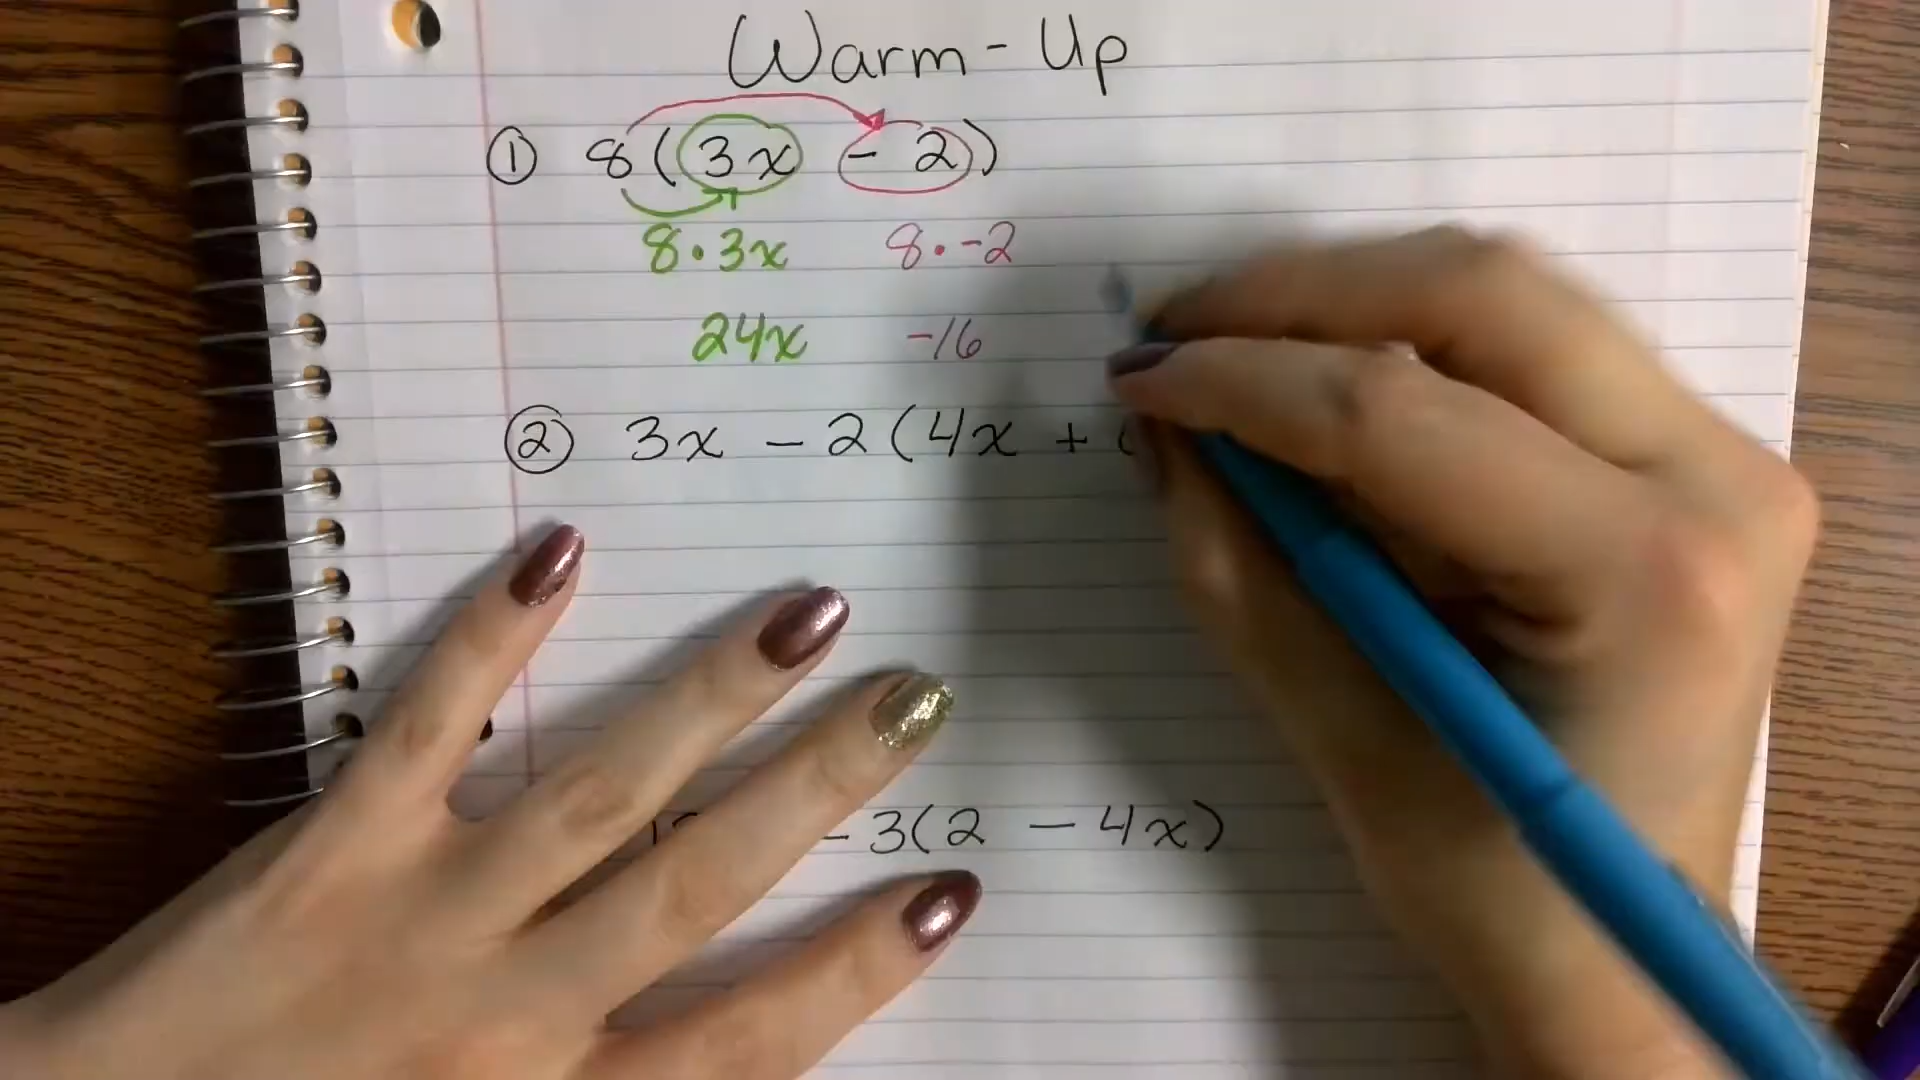 Warm-Up
① 8(3x - 2)
8·3x 8·-2
24x -16
② 3x - 2(4x +
-3(2 - 4x)